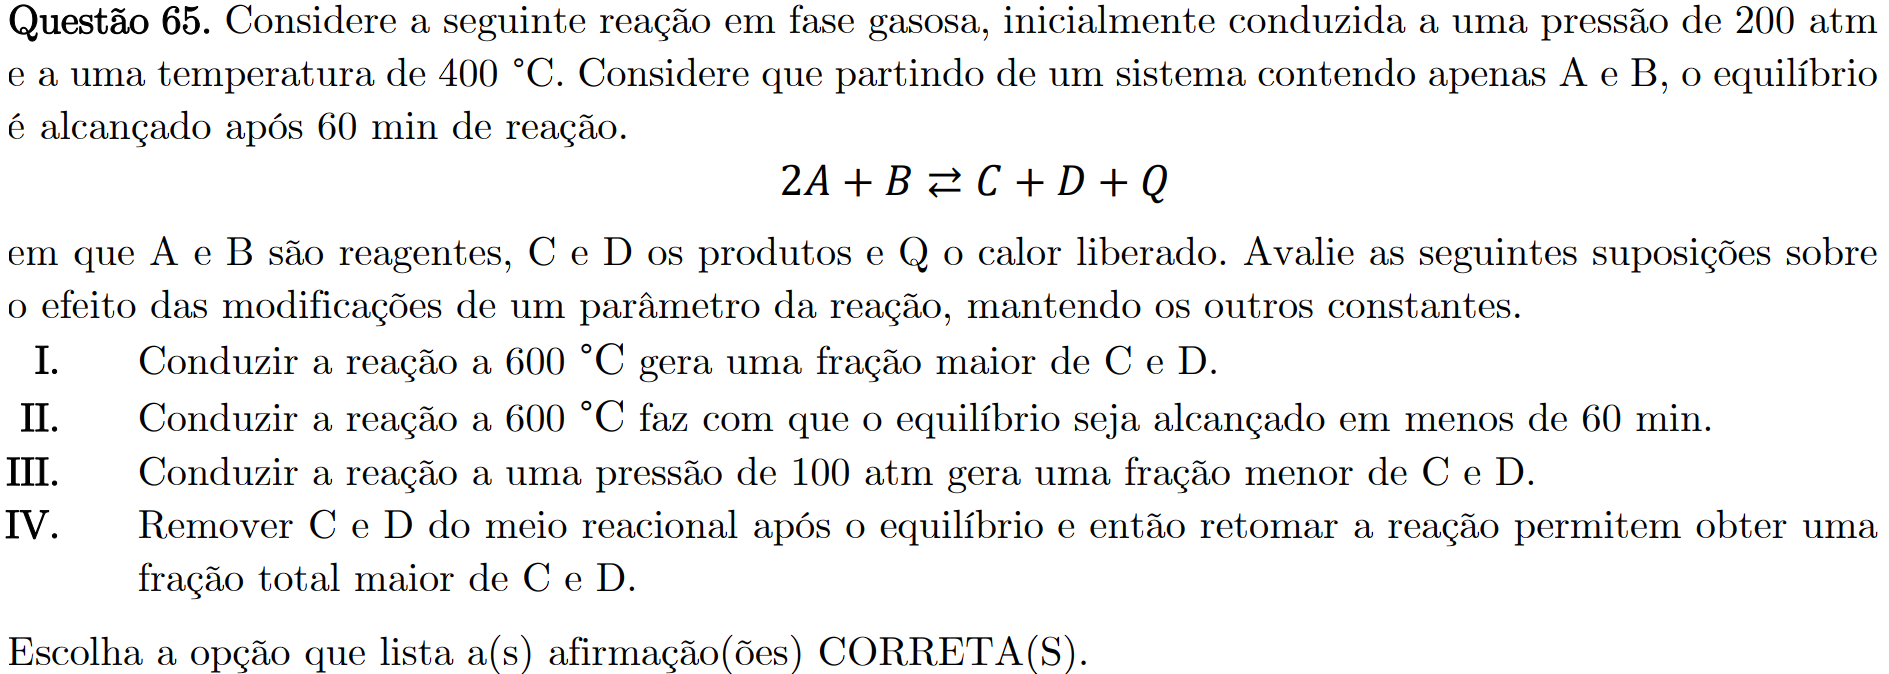 Questão 65. Considere a seguinte reação em fase gasosa, inicialmente conduzida a uma pressão de 200 atm
e a uma temperatura de 400 °C. Considere que partindo de um sistema contendo apenas A e B, o equilíbrio
é alcançado após 60 min de reação.
2A + B ⇄ C + D + Q
em que A e B são reagentes, C e D os produtos e Q o calor liberado. Avalie as seguintes suposições sobre
o efeito das modificações de um parâmetro da reação, mantendo os outros constantes.
I. Conduzir a reação a 600 °C gera uma fração maior de C e D.
II. Conduzir a reação a 600 °C faz com que o equilíbrio seja alcançado em menos de 60 min.
III. Conduzir a reação a uma pressão de 100 atm gera uma fração menor de C e D.
IV. Remover C e D do meio reacional após o equilíbrio e então retomar a reação permitem obter uma
fração total maior de C e D.
Escolha a opção que lista a(s) afirmação(ões) CORRETA(S).